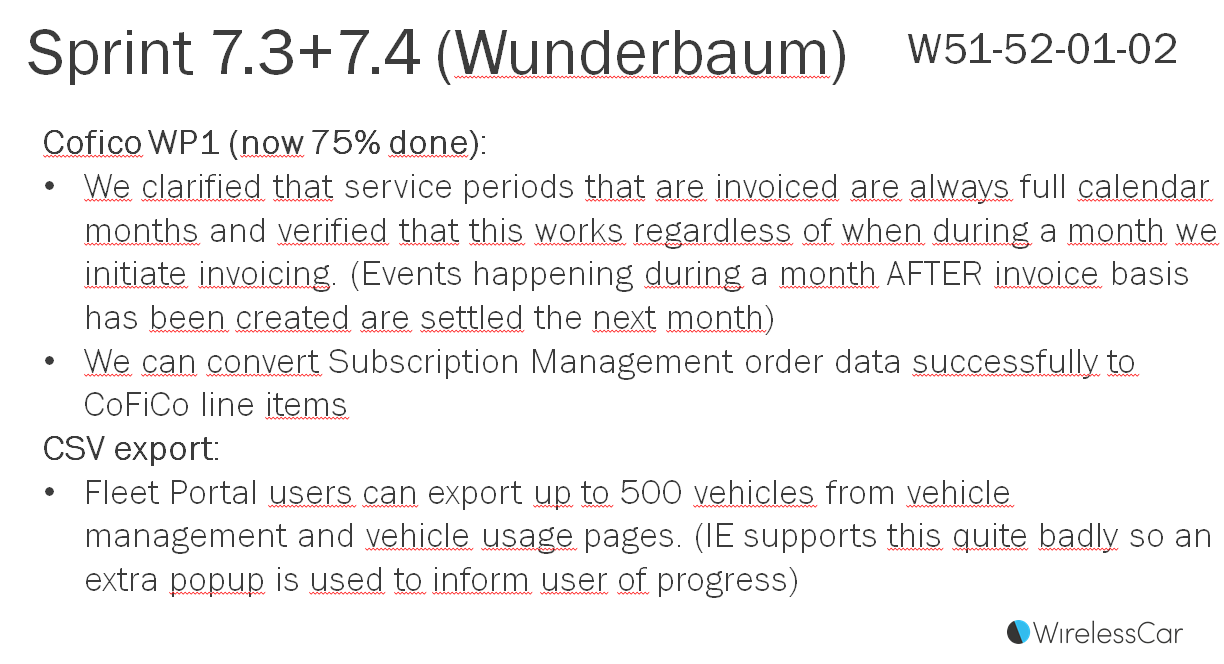 Sprint 7.3+7.4 (Wunderbaum) W51-52-01-02
Cofico WP1 (now 75% done):
• We clarified that service periods that are invoiced are always full calendar
months and verified that this works regardless of when during a month we
initiate invoicing. (Events happening during a month AFTER invoice basis
has been created are settled the next month)
• We can convert Subscription Management order data successfully to
CoFiCo line items
CSV export:
• Fleet Portal users can export up to 500 vehicles from vehicle
management and vehicle usage pages. (IE supports this quite badly so an
extra popup is used to inform user of progress)
WirelessCar